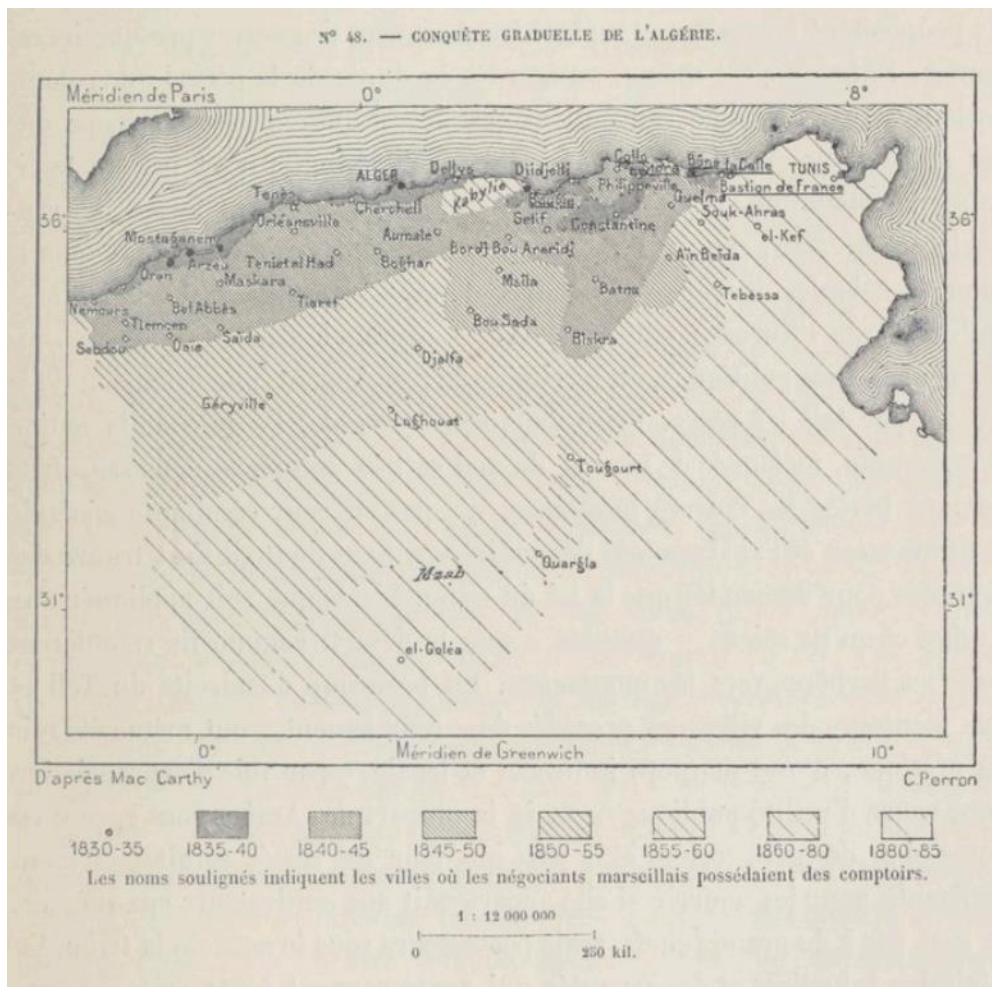 N° 48. — CONQUÊTE GRADUELLE DE L'ALGÉRIE.
Méridien de Paris 0° 8°
ALGER Dellys Djidjelli Collo Bône la Calle TUNIS
Kabylie Bougie Philippeville Bastion de France
Tenès Cherchell Guelma
36° Orléansville Sétif Constantine Souk-Ahras 36°
Mostaganem Aumale el-Kef
Arzeu Teniet el Had Boghar Bordj Bou Areridj Aïn Beïda
Oran Maskara Msila Batna Tebessa
Nemours Bel Abbès Tiaret
Tlemcen Bou Sada
Sebdou Daïe Saïda Biskra
Djelfa
Géryville
Laghouat
Tougourt
Mzab Ouargla
31° 31°
el-Goléa
0° Méridien de Greenwich 10°
D'après Mac Carthy C. Perron
1830-35 1835-40 1840-45 1845-50 1850-55 1855-60 1860-80 1880-85
Les noms soulignés indiquent les villes où les négociants marseillais possédaient des comptoirs.
1 : 12 000 000
0 250 kil.